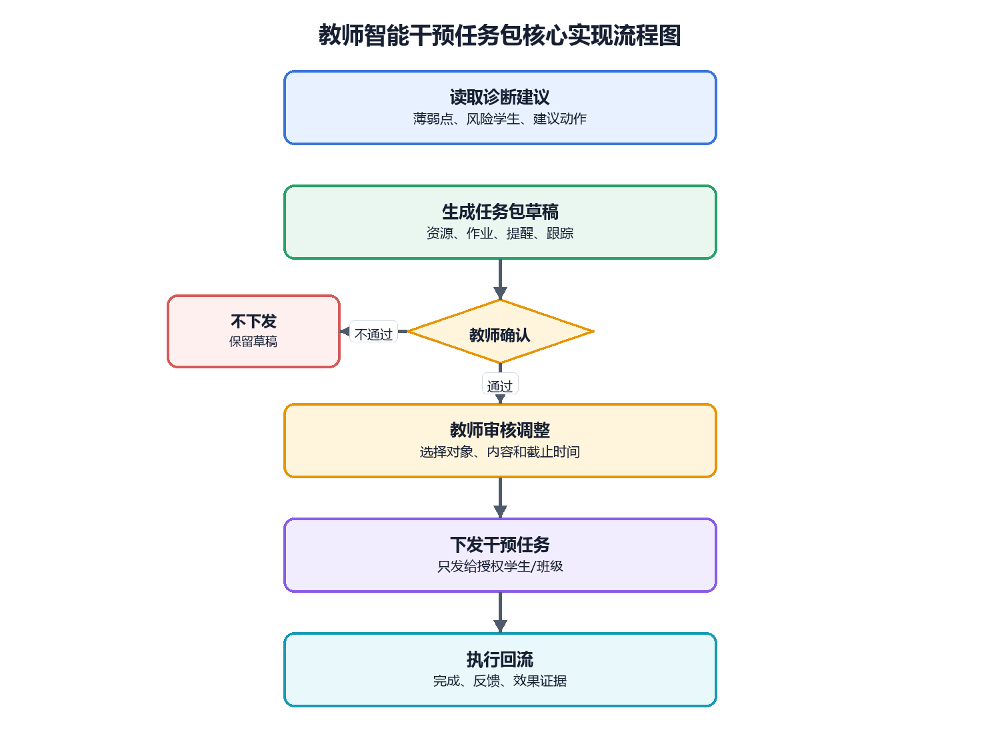 教师智能干预任务包核心实现流程图
读取诊断建议
薄弱点、风险学生、建议动作
生成任务包草稿
资源、作业、提醒、跟踪
教师确认
不通过
不下发
保留草稿
通过
教师审核调整
选择对象、内容和截止时间
下发干预任务
只发给授权学生/班级
执行回流
完成、反馈、效果证据